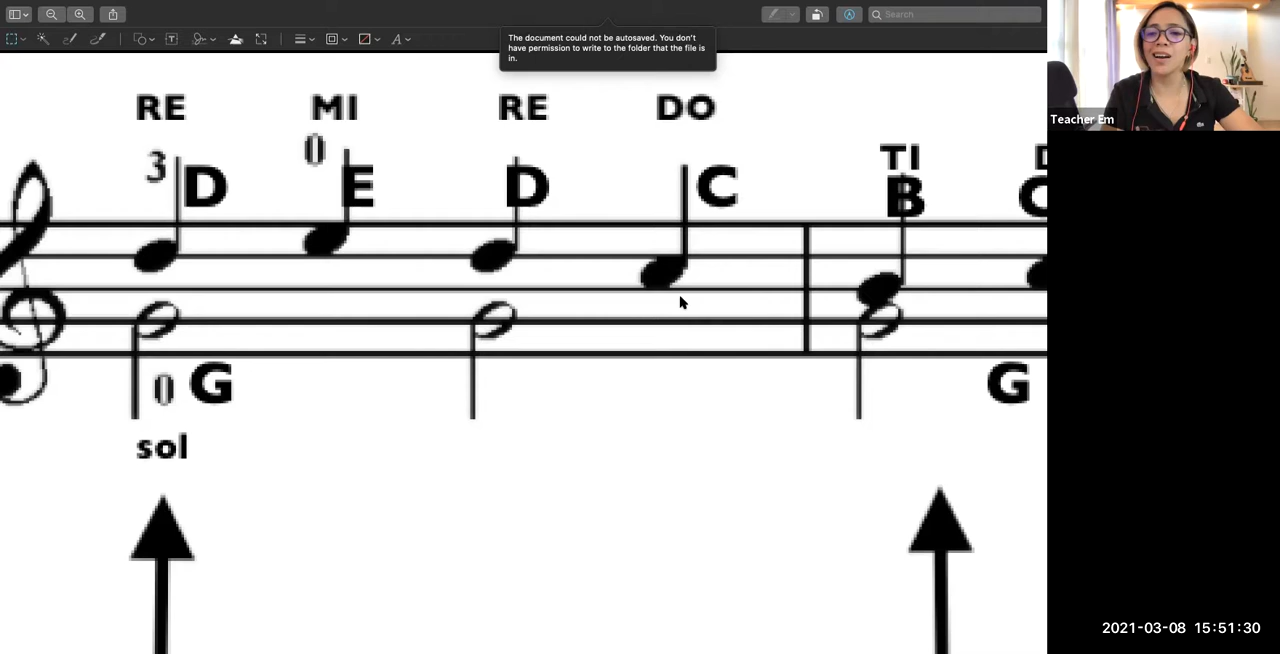 Search
The document could not be autosaved. You don't
have permission to write to the folder that the file is
in.
Teacher Em
RE MI RE DO
TI
3 D 0 E D C B C
0 G G
sol
2021-03-08 15:51:30